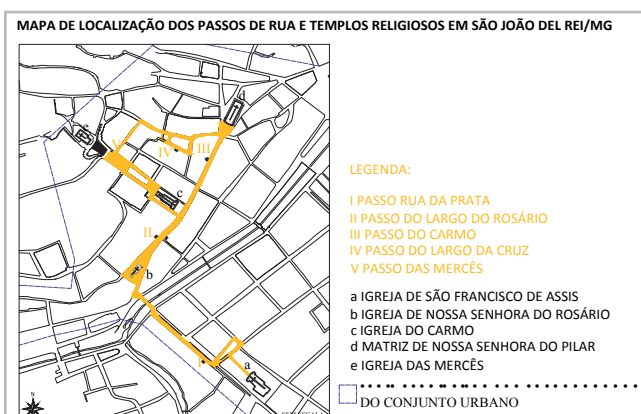 MAPA DE LOCALIZAÇÃO DOS PASSOS DE RUA E TEMPLOS RELIGIOSOS EM SÃO JOÃO DEL REI/MG
d
e
V
IV
III
c
II
b
I
a
N
LEGENDA:
I PASSO RUA DA PRATA
II PASSO DO LARGO DO ROSÁRIO
III PASSO DO CARMO
IV PASSO DO LARGO DA CRUZ
V PASSO DAS MERCÊS
a IGREJA DE SÃO FRANCISCO DE ASSIS
b IGREJA DE NOSSA SENHORA DO ROSÁRIO
c IGREJA DO CARMO
d MATRIZ DE NOSSA SENHORA DO PILAR
e IGREJA DAS MERCÊS
DO CONJUNTO URBANO